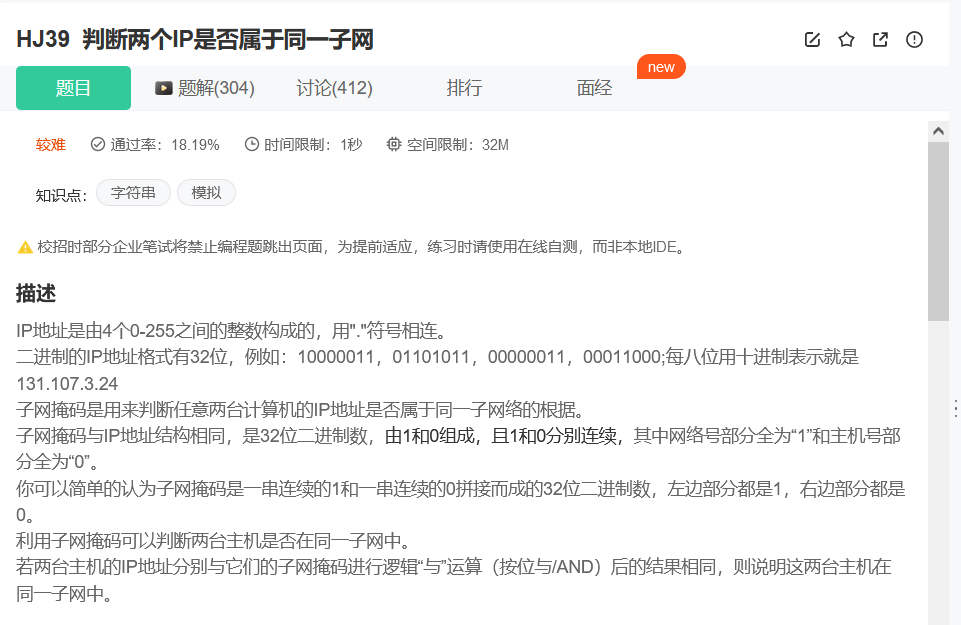 HJ39 判断两个IP是否属于同一子网
题目 题解(304) 讨论(412) 排行 面经 new
较难 通过率：18.19% 时间限制：1秒 空间限制：32M
知识点： 字符串 模拟
校招时部分企业笔试将禁止编程题跳出页面，为提前适应，练习时请使用在线自测，而非本地IDE。
描述
IP地址是由4个0-255之间的整数构成的，用"."符号相连。
二进制的IP地址格式有32位，例如：10000011，01101011，00000011，00011000;每八位用十进制表示就是
131.107.3.24
子网掩码是用来判断任意两台计算机的IP地址是否属于同一子网络的根据。
子网掩码与IP地址结构相同，是32位二进制数，由1和0组成，且1和0分别连续，其中网络号部分全为“1”和主机号部
分全为“0”。
你可以简单的认为子网掩码是一串连续的1和一串连续的0拼接而成的32位二进制数，左边部分都是1，右边部分都是
0。
利用子网掩码可以判断两台主机是否在同一子网中。
若两台主机的IP地址分别与它们的子网掩码进行逻辑“与”运算（按位与/AND）后的结果相同，则说明这两台主机在
同一子网中。